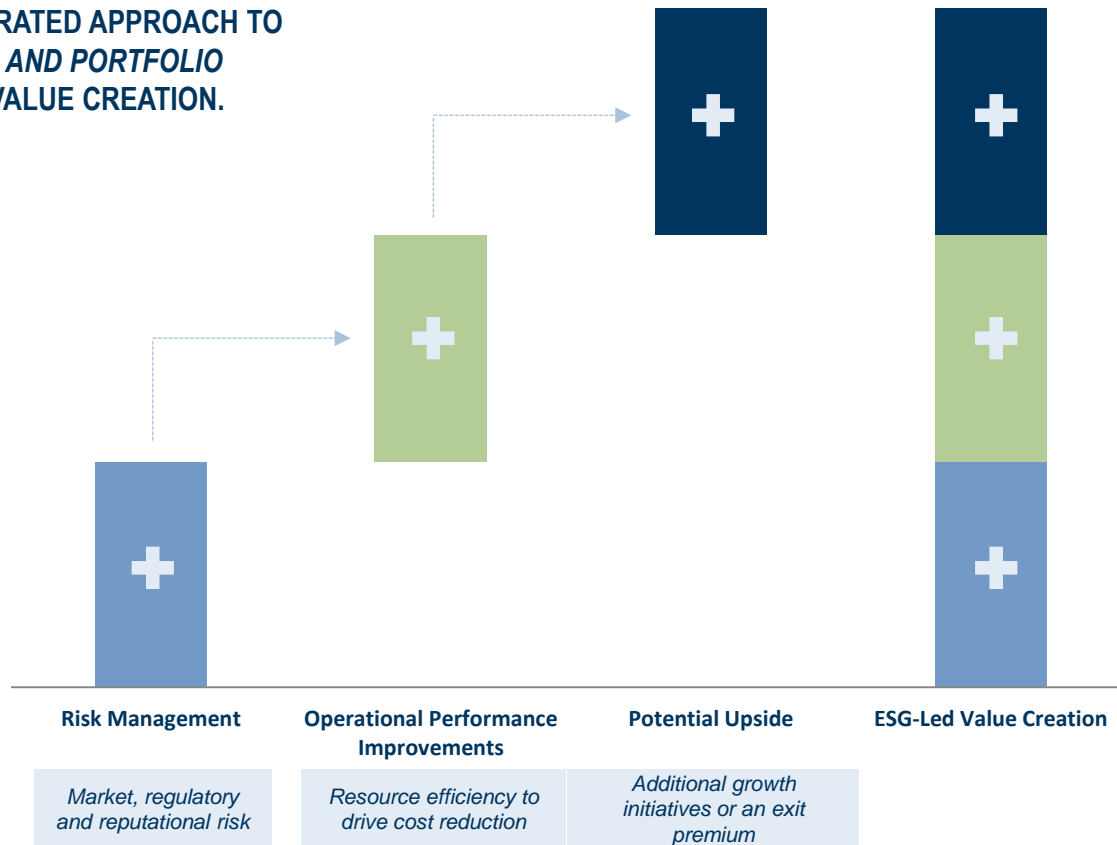 RATED APPROACH TO
AND PORTFOLIO
VALUE CREATION.
Risk Management
Operational Performance
Improvements
Potential Upside
ESG-Led Value Creation
Market, regulatory
and reputational risk
Resource efficiency to
drive cost reduction
Additional growth
initiatives or an exit
premium